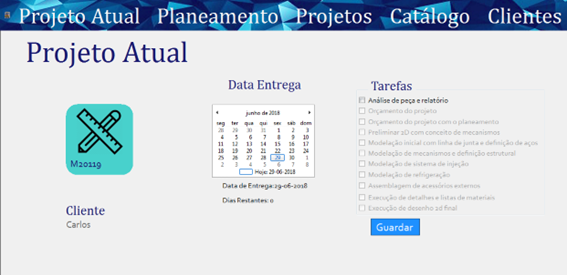 Projeto Atual Planeamento Projetos Catálogo Clientes
Projeto Atual
Data Entrega
Tarefas
junho de 2018
seg ter qua qui sex sáb dom
28 29 30 31 1 2 3
4 5 6 7 8 9 10
11 12 13 14 15 16 17
18 19 20 21 22 23 24
25 26 27 28 29 30 1
2 3 4 5 6 7 8
Hoje: 29-06-2018
Data de Entrega:29-06-2018
Dias Restantes: 0
M20119
Cliente
Carlos
Análise de peça e relatório
Orçamento do projeto
Orçamento do projeto com o planeamento
Preliminar 2D com conceito de mecanismos
Modelação inicial com linha de junta e definição de aços
Modelação de mecanismos e definição estrutural
Modelação de sistema de injeção
Modelação de refrigeração
Assemblagem de acessórios externos
Execução de detalhes e listas de materiais
Execução de desenho 2d final
Guardar